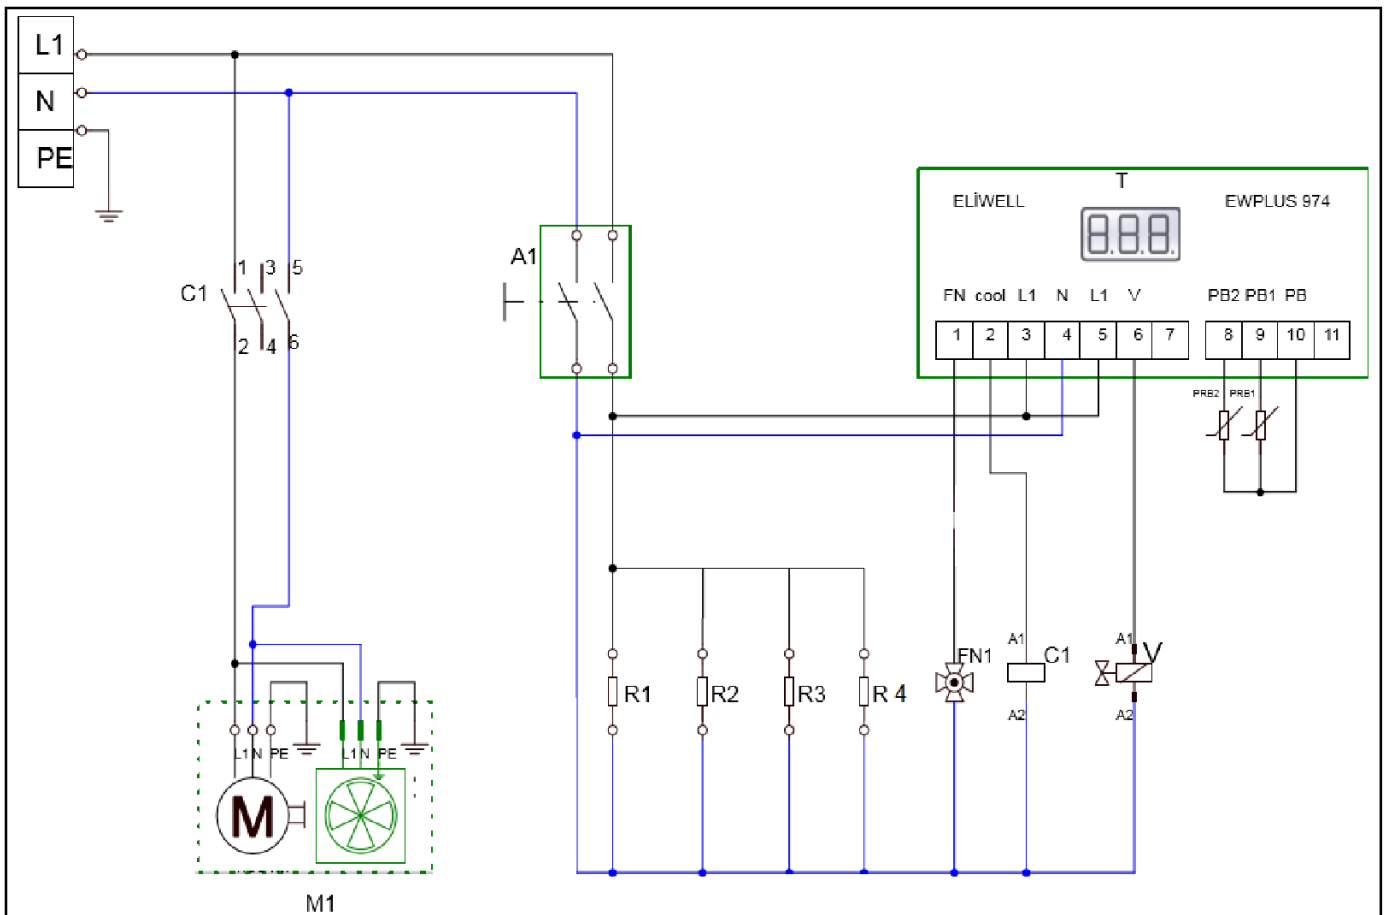 L1
N
PE
T
ELİWELL
EWPLUS 974
A1
FN cool L1 N L1 V
PB2 PB1 PB
C1
1 3 5
2 4 6
1 2 3 4 5 6 7
8 9 10 11
PRB2 PRB1
A1 A1
FN1 C1 V
R1 R2 R3 R 4
A2 A2
L1 N PE L1 N PE
M
M1